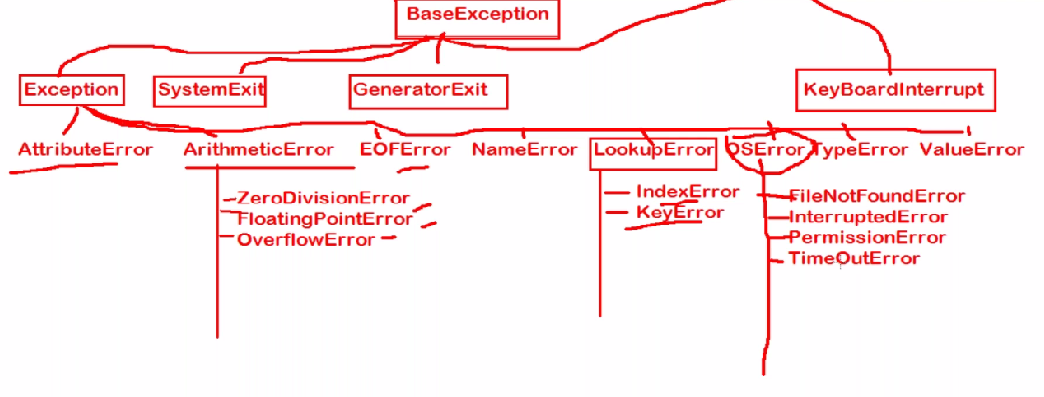 BaseException
Exception SystemExit GeneratorExit KeyBoardInterrupt
AttributeError ArithmeticError EOFError NameError LookupError OSError TypeError ValueError
ZeroDivisionError IndexError FileNotFoundError
FloatingPointError KeyError InterruptedError
OverflowError PermissionError
TimeOutError